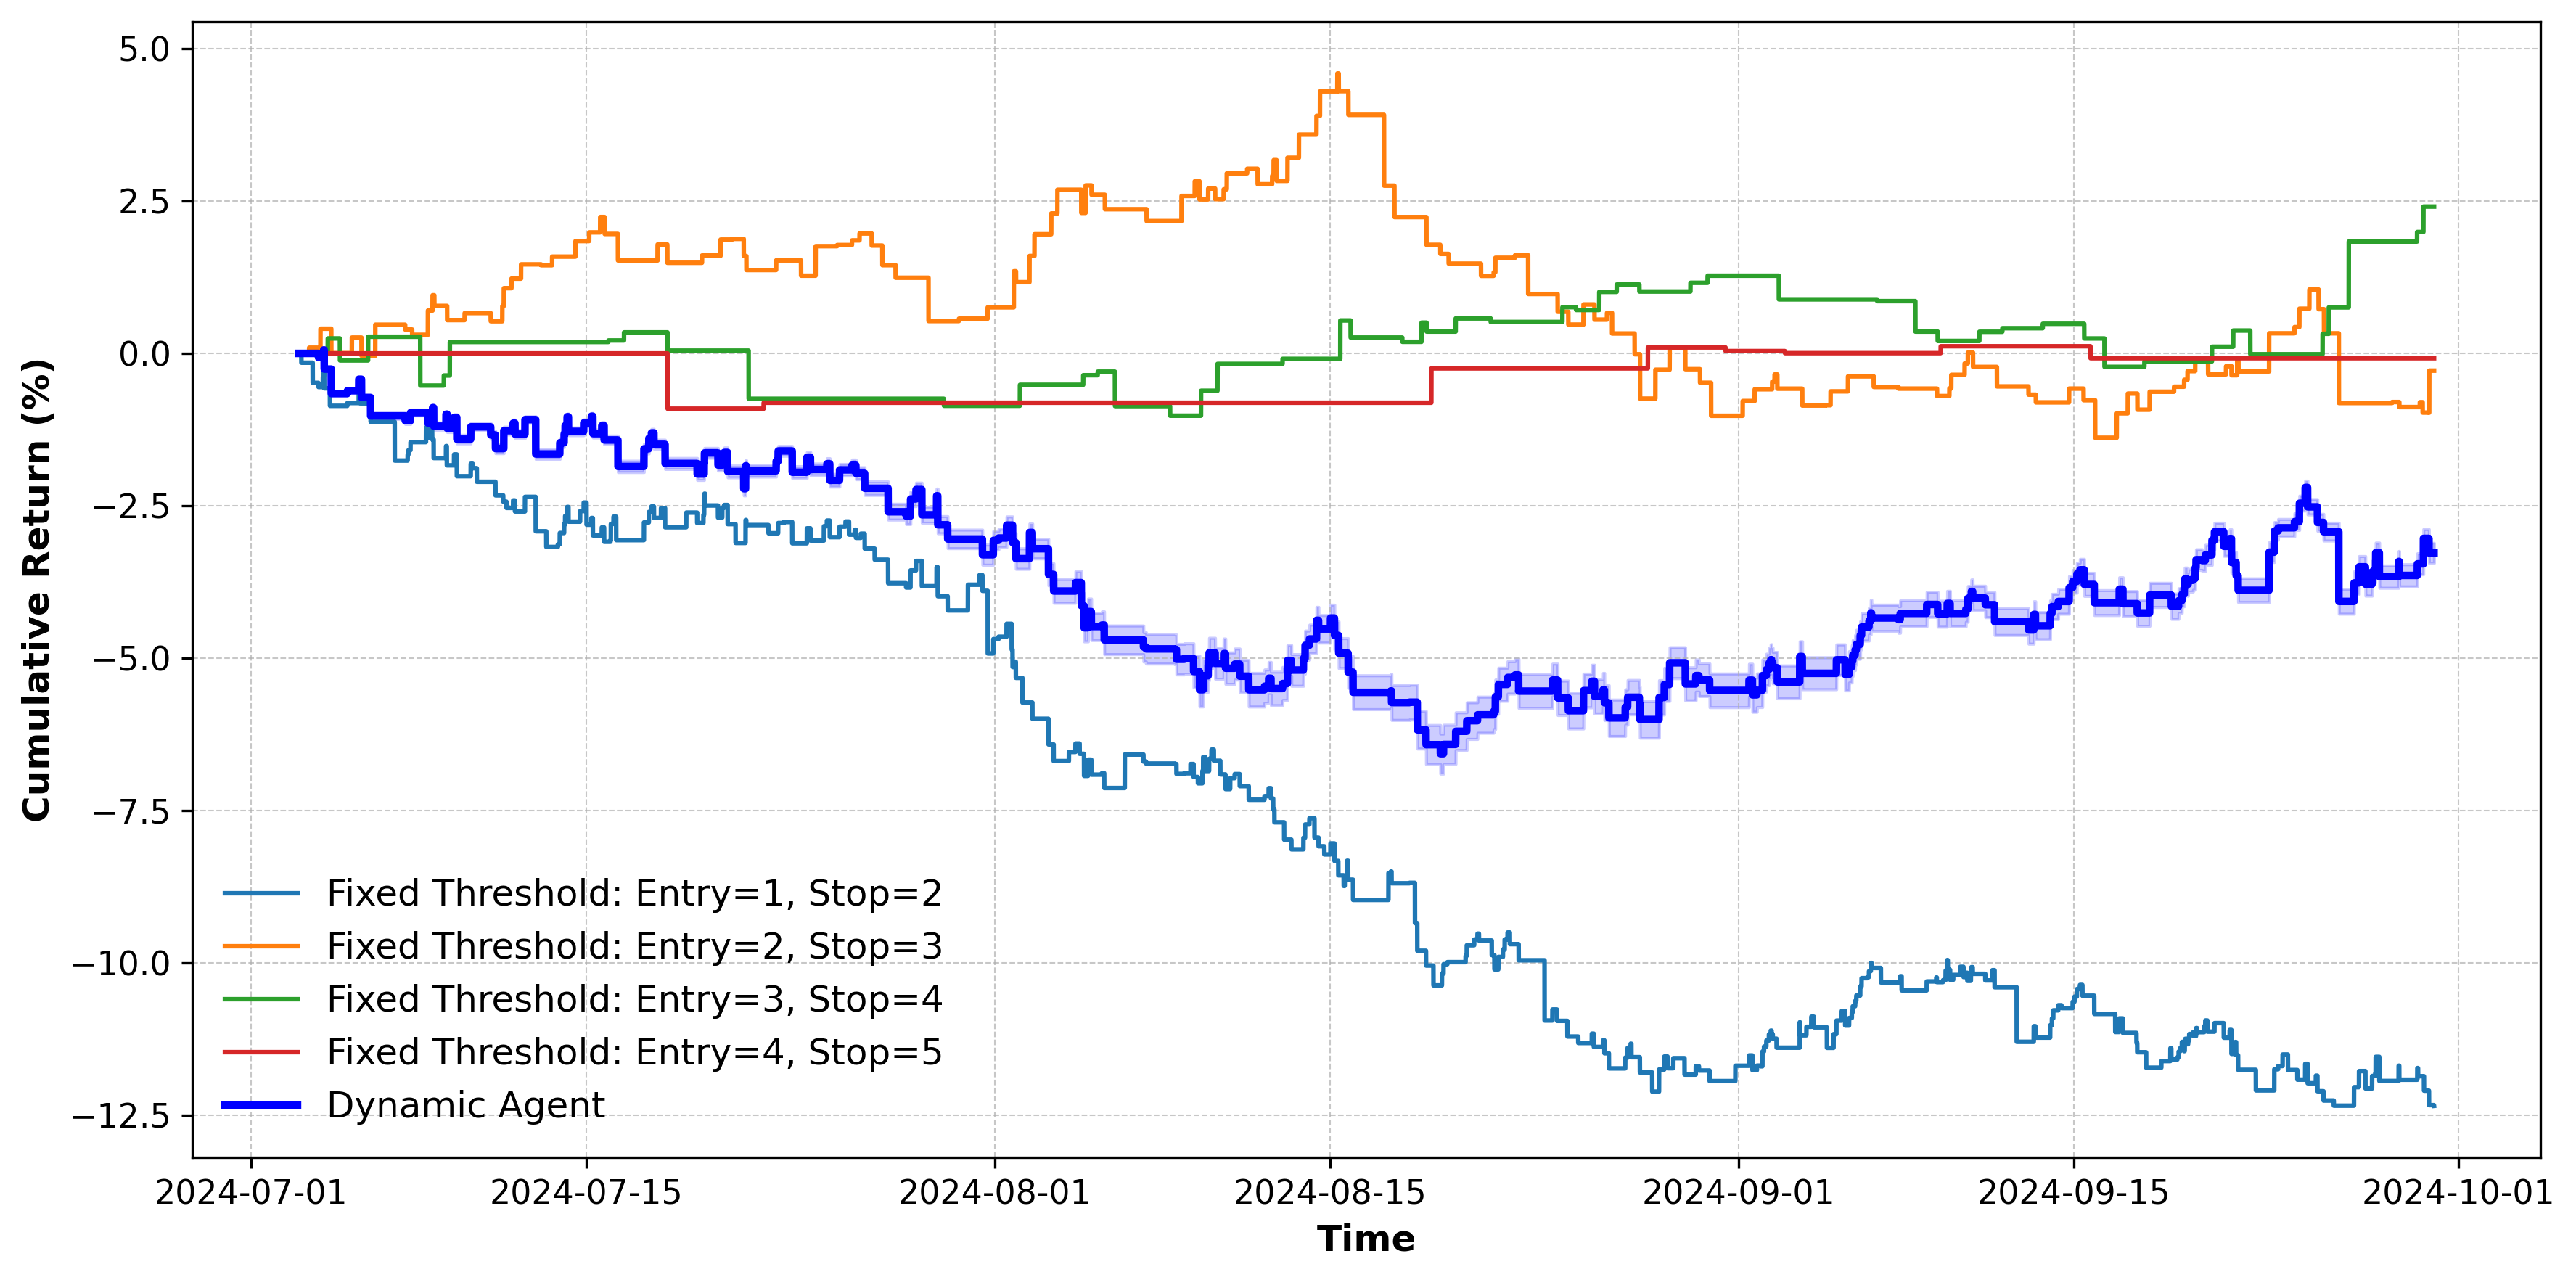 5.0
2.5
0.0
−2.5
−5.0
−7.5
−10.0
−12.5
Cumulative Return (%)
Fixed Threshold: Entry=1, Stop=2
Fixed Threshold: Entry=2, Stop=3
Fixed Threshold: Entry=3, Stop=4
Fixed Threshold: Entry=4, Stop=5
Dynamic Agent
2024-07-01 2024-07-15 2024-08-01 2024-08-15 2024-09-01 2024-09-15 2024-10-01
Time